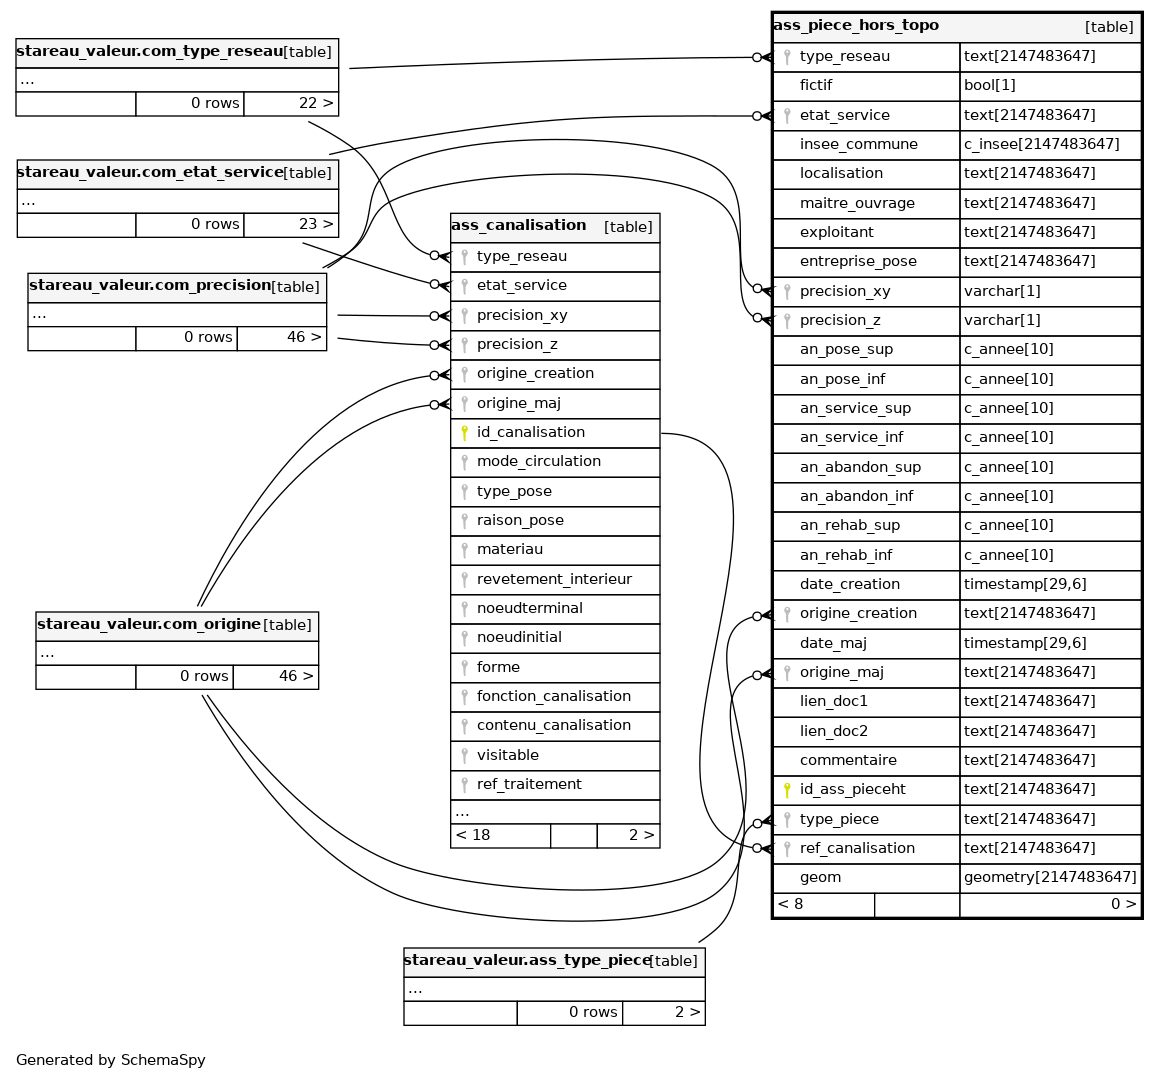 stareau_valeur.com_type_reseau [table]
...
0 rows 22 >
stareau_valeur.com_etat_service [table]
...
0 rows 23 >
stareau_valeur.com_precision [table]
...
0 rows 46 >
stareau_valeur.com_origine [table]
...
0 rows 46 >
ass_canalisation [table]
type_reseau
etat_service
precision_xy
precision_z
origine_creation
origine_maj
id_canalisation
mode_circulation
type_pose
raison_pose
materiau
revetement_interieur
noeudterminal
noeudinitial
forme
fonction_canalisation
contenu_canalisation
visitable
ref_traitement
...
< 18 2 >
stareau_valeur.ass_type_piece [table]
...
0 rows 2 >
ass_piece_hors_topo [table]
type_reseau text[2147483647]
fictif bool[1]
etat_service text[2147483647]
insee_commune c_insee[2147483647]
localisation text[2147483647]
maitre_ouvrage text[2147483647]
exploitant text[2147483647]
entreprise_pose text[2147483647]
precision_xy varchar[1]
precision_z varchar[1]
an_pose_sup c_annee[10]
an_pose_inf c_annee[10]
an_service_sup c_annee[10]
an_service_inf c_annee[10]
an_abandon_sup c_annee[10]
an_abandon_inf c_annee[10]
an_rehab_sup c_annee[10]
an_rehab_inf c_annee[10]
date_creation timestamp[29,6]
origine_creation text[2147483647]
date_maj timestamp[29,6]
origine_maj text[2147483647]
lien_doc1 text[2147483647]
lien_doc2 text[2147483647]
commentaire text[2147483647]
id_ass_pieceht text[2147483647]
type_piece text[2147483647]
ref_canalisation text[2147483647]
geom geometry[2147483647]
< 8 0 >
Generated by SchemaSpy